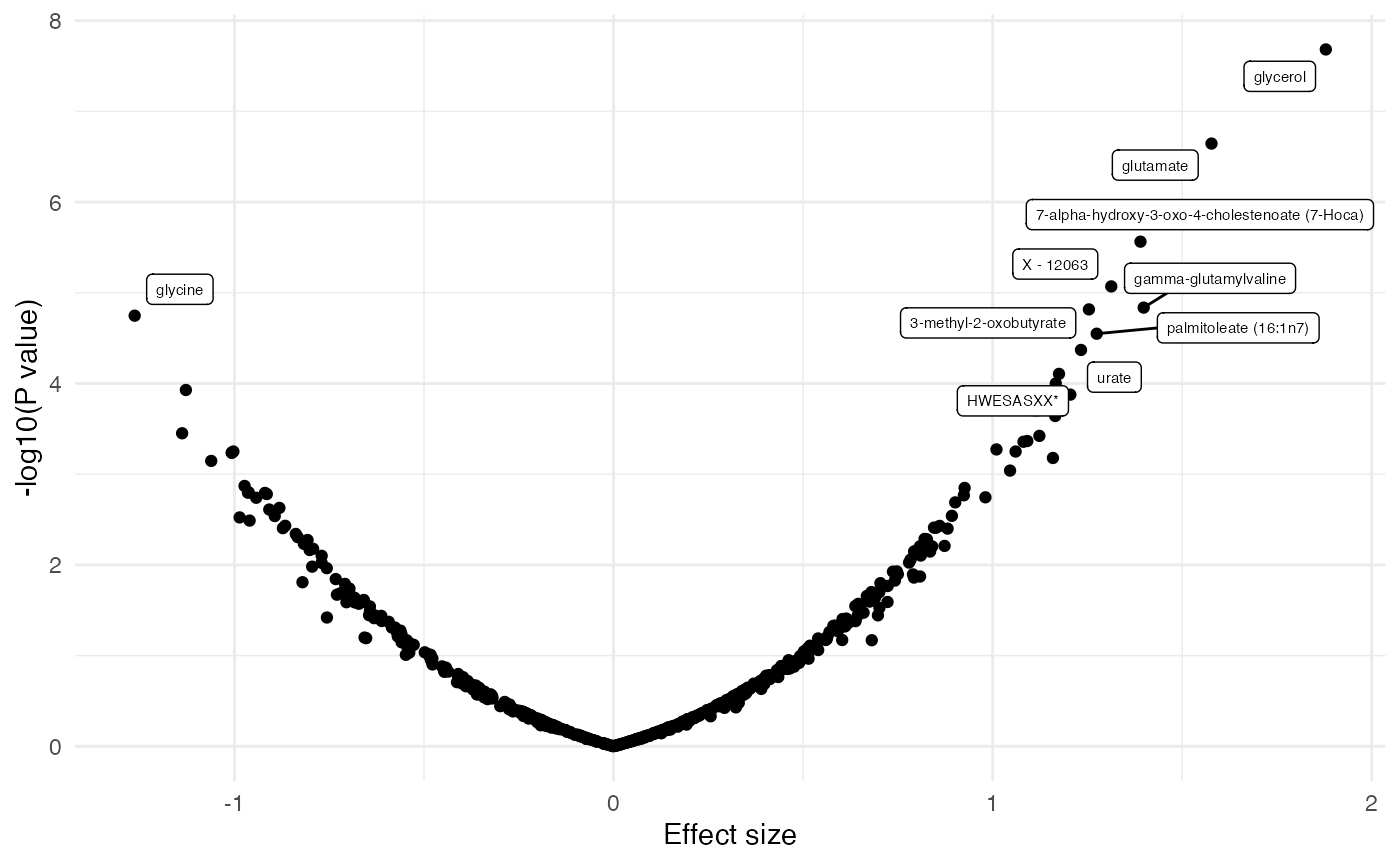 8
glycerol
glutamate
6
7-alpha-hydroxy-3-oxo-4-cholestenoate (7-Hoca)
X - 12063
gamma-glutamylvaline
glycine
3-methyl-2-oxobutyrate
palmitoleate (16:1n7)
4
urate
HWESASXX*
2
0
-log10(P value)
-1
0
1
2
Effect size